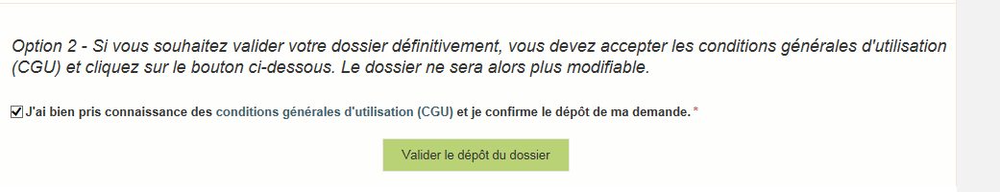 Option 2 - Si vous souhaitez valider votre dossier définitivement, vous devez accepter les conditions générales d'utilisation
(CGU) et cliquez sur le bouton ci-dessous. Le dossier ne sera alors plus modifiable.
J'ai bien pris connaissance des conditions générales d'utilisation (CGU) et je confirme le dépôt de ma demande. *
Valider le dépôt du dossier